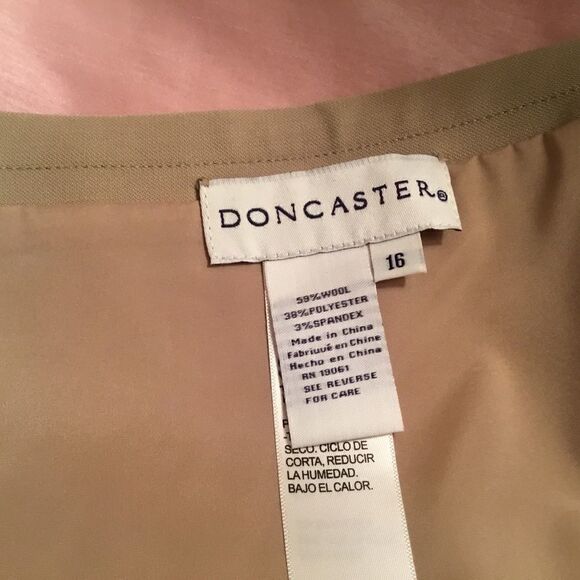 DONCASTER®
16
59%WOOL
38%POLYESTER
3%SPANDEX
Made in China
Fabriuvé en Chine
Hecho en China
RN 19061
SEE REVERSE
FOR CARE
SECO. CICLO DE
CORTA, REDUCIR
LA HUMEDAD.
BAJO EL CALOR.